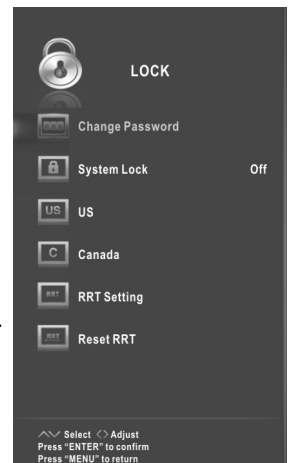 LOCK
Change Password
System Lock Off
US US
C Canada
RRT RRT Setting
RRT Reset RRT
Select Adjust
Press “ENTER” to confirm
Press “MENU” to return